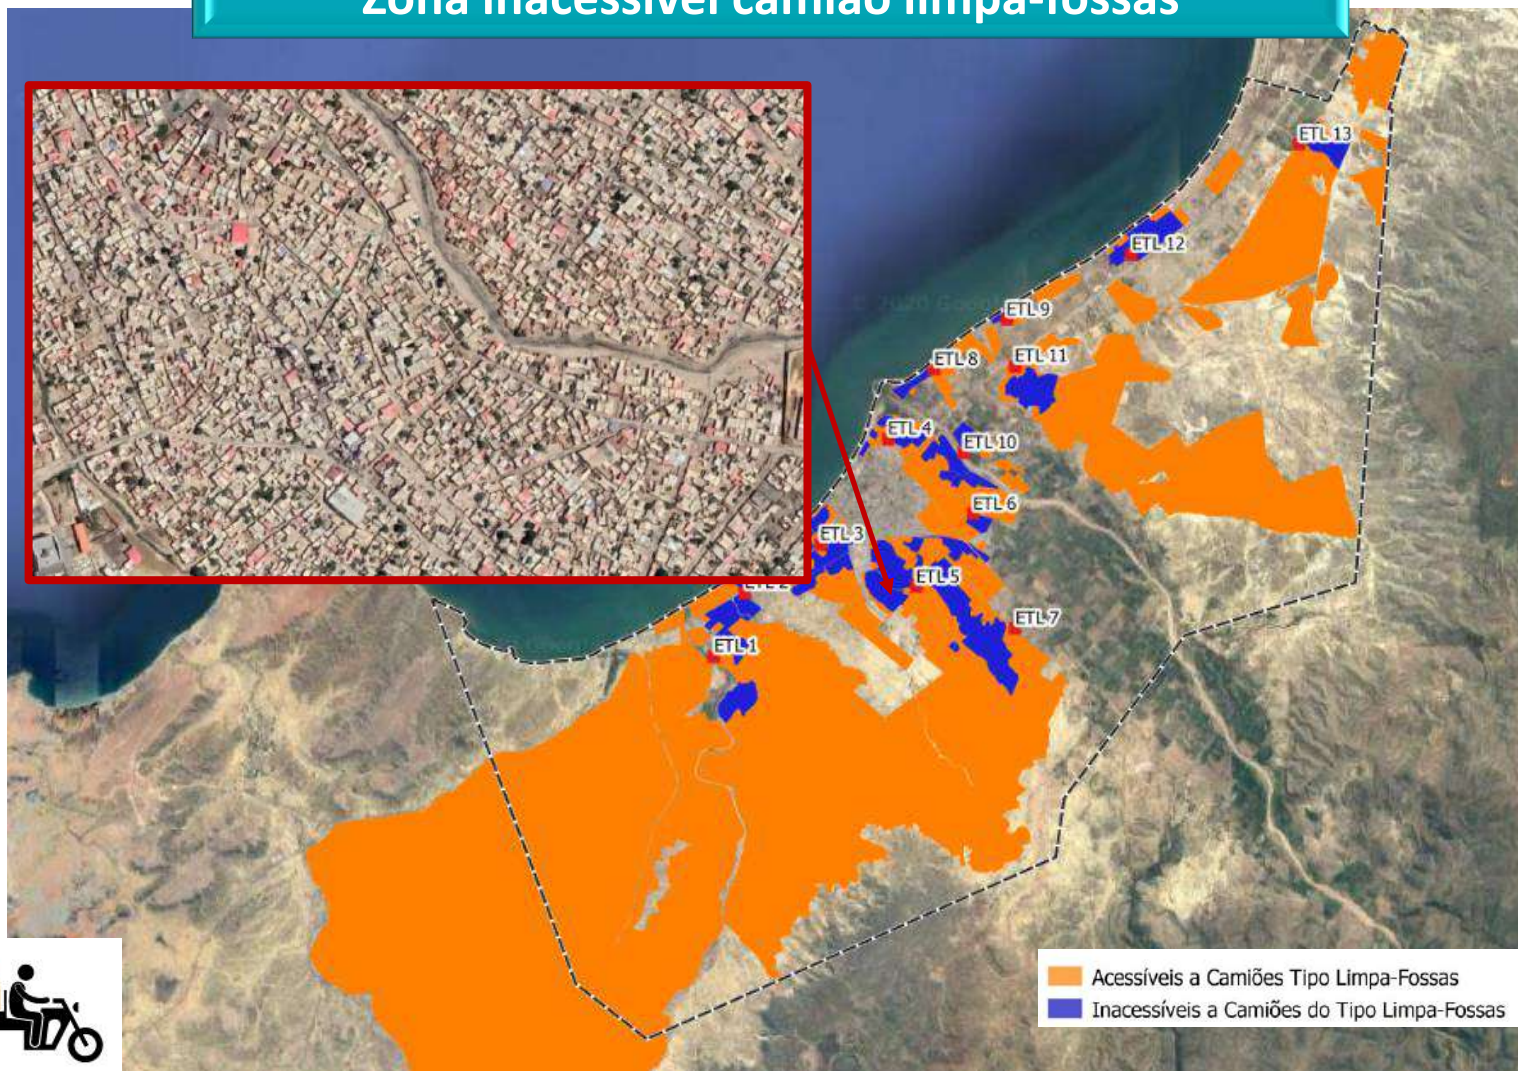 Zona inacessível camião limpa-fossas
ETL 13
ETL 12
ETL 9
ETL 8
ETL 11
ETL 4
ETL 10
ETL 6
ETL 3
ETL 5
ETL 2
ETL 7
ETL 1
Acessíveis a Camiões Tipo Limpa-Fossas
Inacessíveis a Camiões do Tipo Limpa-Fossas